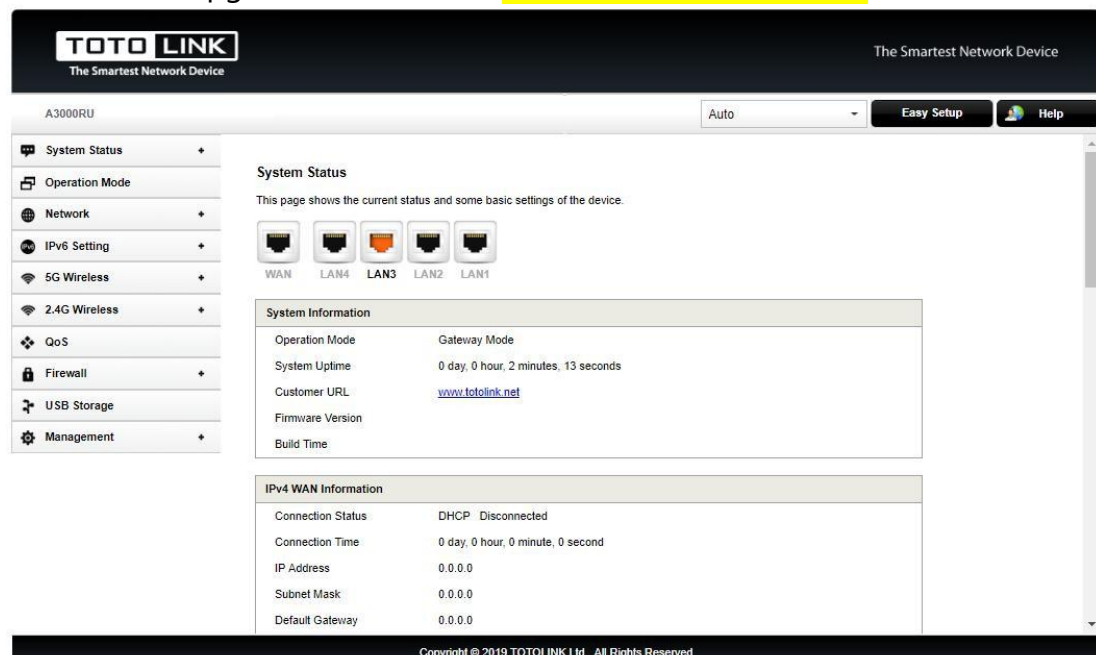 TOTO LINK
The Smartest Network Device
The Smartest Network Device
A3000RU
Auto
Easy Setup
Help
System Status +
Operation Mode
Network +
IPv6 Setting +
5G Wireless +
2.4G Wireless +
QoS
Firewall +
USB Storage
Management +
System Status
This page shows the current status and some basic settings of the device.
WAN LAN4 LAN3 LAN2 LAN1
System Information
Operation Mode Gateway Mode
System Uptime 0 day, 0 hour, 2 minutes, 13 seconds
Customer URL www.totolink.net
Firmware Version
Build Time
IPv4 WAN Information
Connection Status DHCP Disconnected
Connection Time 0 day, 0 hour, 0 minute, 0 second
IP Address 0.0.0.0
Subnet Mask 0.0.0.0
Default Gateway 0.0.0.0
Copyright © 2019 TOTOLINK Ltd., All Rights Reserved